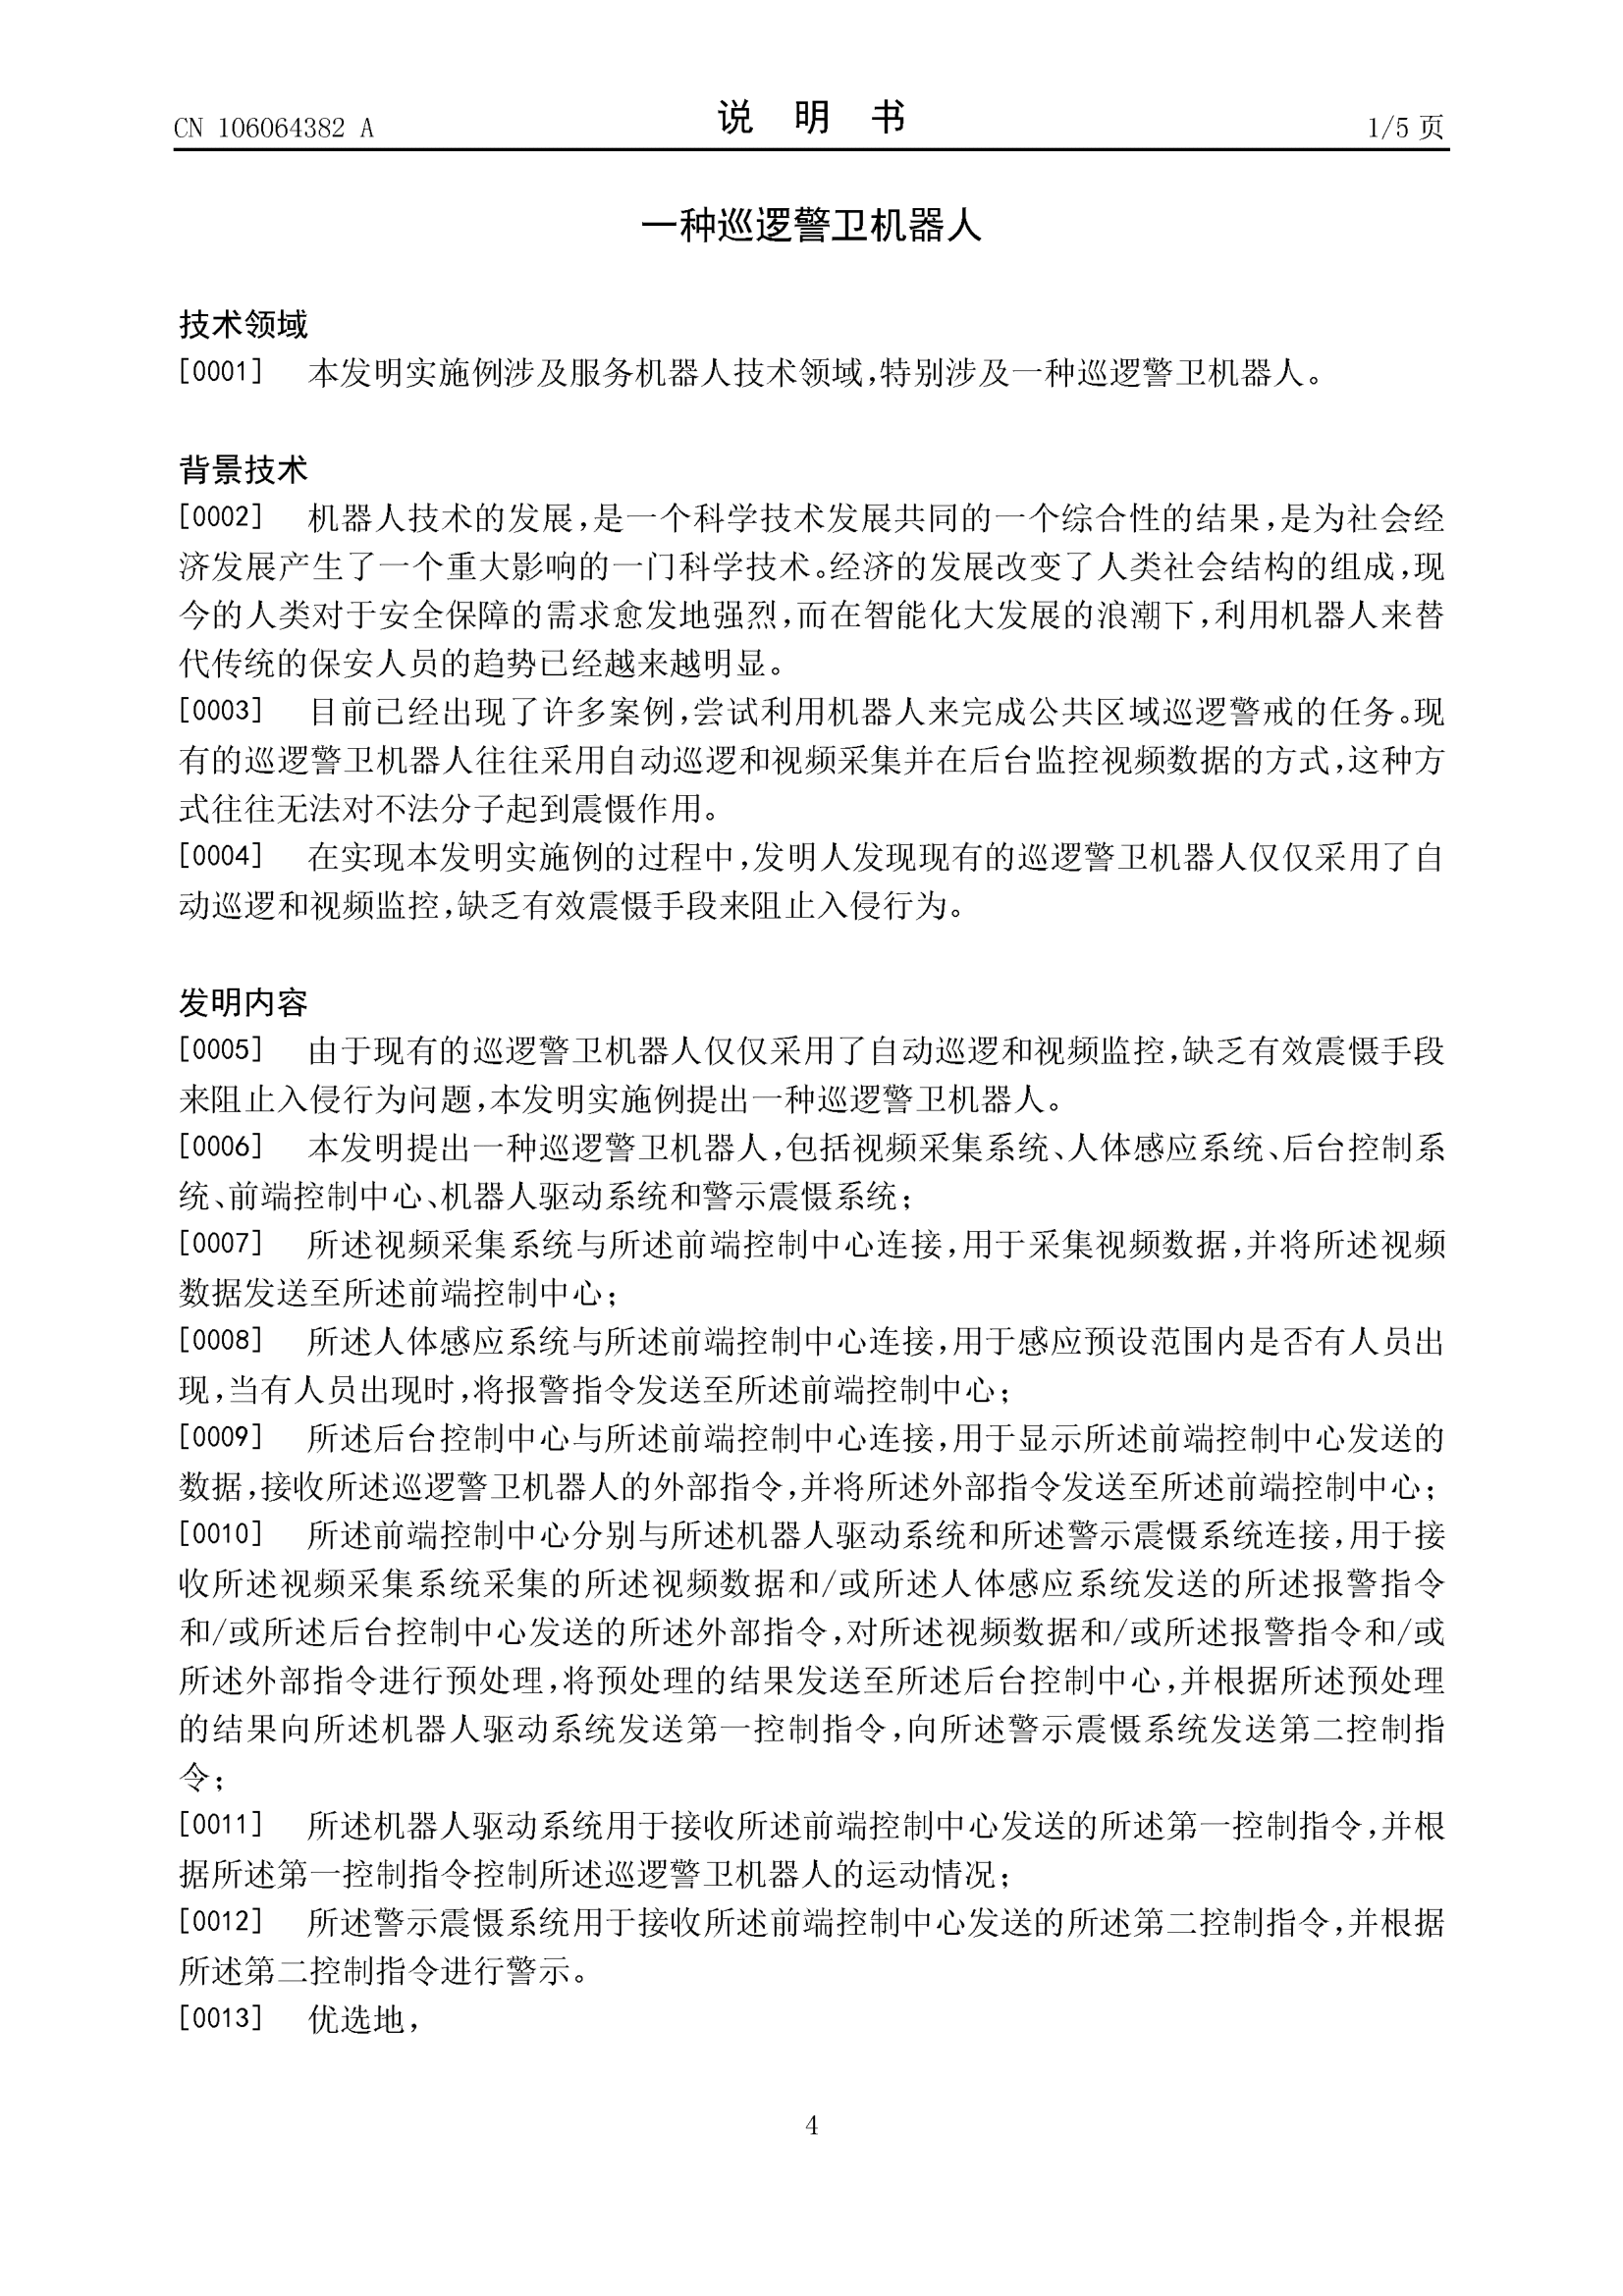 CN 106064382 A
说 明 书
1/5 页
一种巡逻警卫机器人
技术领域
[0001] 本发明实施例涉及服务机器人技术领域,特别涉及一种巡逻警卫机器人。
背景技术
[0002] 机器人技术的发展,是一个科学技术发展共同的一个综合性的结果,是为社会经
济发展产生了一个重大影响的一门科学技术。经济的发展改变了人类社会结构的组成,现
今的人类对于安全保障的需求愈发地强烈,而在智能化大发展的浪潮下,利用机器人来替
代传统的保安人员的趋势已经越来越明显。
[0003] 目前已经出现了许多案例,尝试利用机器人来完成公共区域巡逻警戒的任务。现
有的巡逻警卫机器人往往采用自动巡逻和视频采集并在后台监控视频数据的方式,这种方
式往往无法对不法分子起到震慑作用。
[0004] 在实现本发明实施例的过程中,发明人发现现有的巡逻警卫机器人仅仅采用了自
动巡逻和视频监控,缺乏有效震慑手段来阻止入侵行为。
发明内容
[0005] 由于现有的巡逻警卫机器人仅仅采用了自动巡逻和视频监控,缺乏有效震慑手段
来阻止入侵行为问题,本发明实施例提出一种巡逻警卫机器人。
[0006] 本发明提出一种巡逻警卫机器人,包括视频采集系统、人体感应系统、后台控制系
统、前端控制中心、机器人驱动系统和警示震慑系统;
[0007] 所述视频采集系统与所述前端控制中心连接,用于采集视频数据,并将所述视频
数据发送至所述前端控制中心;
[0008] 所述人体感应系统与所述前端控制中心连接,用于感应预设范围内是否有人员出
现,当有人员出现时,将报警指令发送至所述前端控制中心;
[0009] 所述后台控制中心与所述前端控制中心连接,用于显示所述前端控制中心发送的
数据,接收所述巡逻警卫机器人的外部指令,并将所述外部指令发送至所述前端控制中心;
[0010] 所述前端控制中心分别与所述机器人驱动系统和所述警示震慑系统连接,用于接
收所述视频采集系统采集的所述视频数据和/或所述人体感应系统发送的所述报警指令
和/或所述后台控制中心发送的所述外部指令,对所述视频数据和/或所述报警指令和/或
所述外部指令进行预处理,将预处理的结果发送至所述后台控制中心,并根据所述预处理
的结果向所述机器人驱动系统发送第一控制指令,向所述警示震慑系统发送第二控制指
令;
[0011] 所述机器人驱动系统用于接收所述前端控制中心发送的所述第一控制指令,并根
据所述第一控制指令控制所述巡逻警卫机器人的运动情况;
[0012] 所述警示震慑系统用于接收所述前端控制中心发送的所述第二控制指令,并根据
所述第二控制指令进行警示。
[0013] 优选地,
4